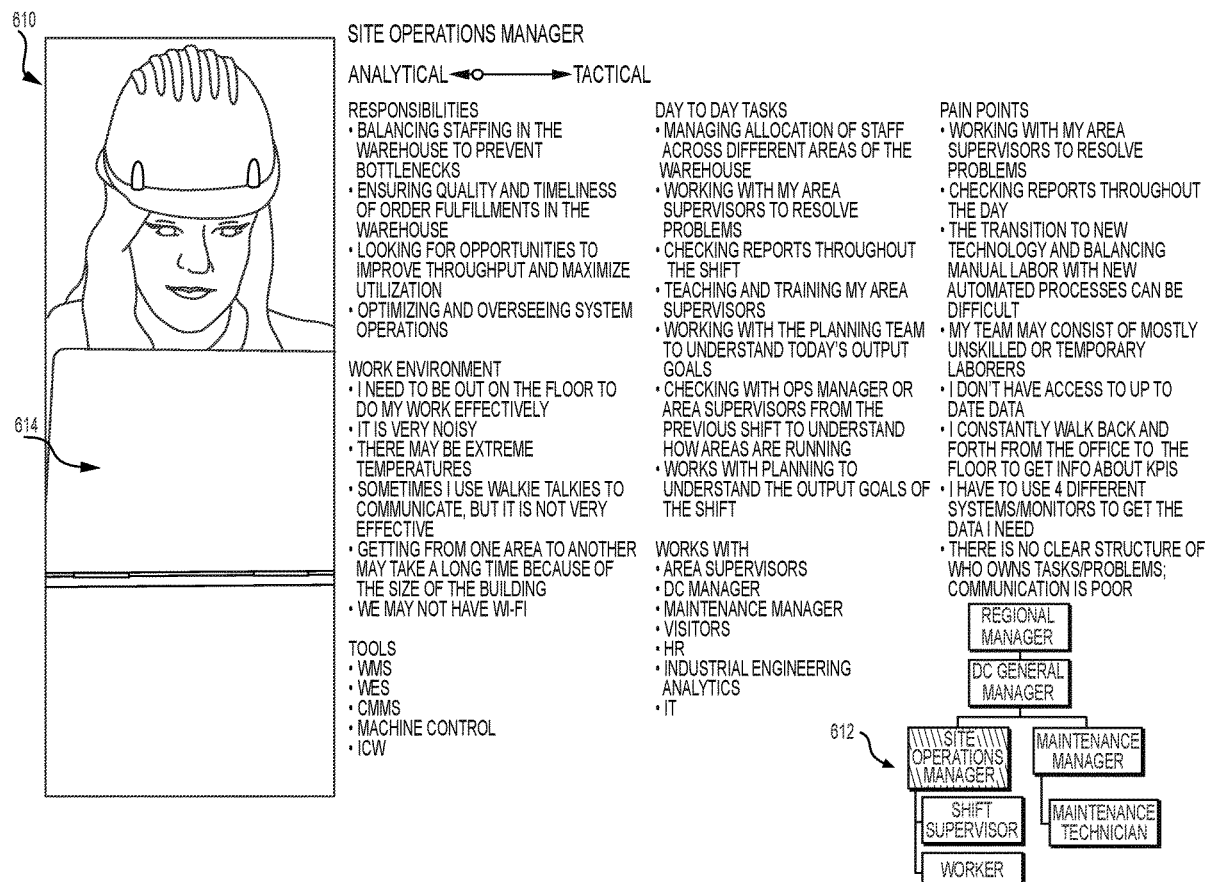 610
SITE OPERATIONS MANAGER
ANALYTICAL TACTICAL
RESPONSIBILITIES
• BALANCING STAFFING IN THE
WAREHOUSE TO PREVENT
BOTTLENECKS
• ENSURING QUALITY AND TIMELINESS
OF ORDER FULFILLMENTS IN THE
WAREHOUSE
• LOOKING FOR OPPORTUNITIES TO
IMPROVE THROUGHPUT AND MAXIMIZE
UTILIZATION
• OPTIMIZING AND OVERSEEING SYSTEM
OPERATIONS
WORK ENVIRONMENT
• I NEED TO BE OUT ON THE FLOOR TO
DO MY WORK EFFECTIVELY
• IT IS VERY NOISY
• THERE MAY BE EXTREME
TEMPERATURES
• SOMETIMES I USE WALKIE TALKIES TO
COMMUNICATE, BUT IT IS NOT VERY
EFFECTIVE
• GETTING FROM ONE AREA TO ANOTHER
MAY TAKE A LONG TIME BECAUSE OF
THE SIZE OF THE BUILDING
• WE MAY NOT HAVE WI-FI
TOOLS
• WMS
• WES
• CMMS
• MACHINE CONTROL
• ICW
614
DAY TO DAY TASKS
• MANAGING ALLOCATION OF STAFF
ACROSS DIFFERENT AREAS OF THE
WAREHOUSE
• WORKING WITH MY AREA
SUPERVISORS TO RESOLVE
PROBLEMS
• CHECKING REPORTS THROUGHOUT
THE SHIFT
• TEACHING AND TRAINING MY AREA
SUPERVISORS
• WORKING WITH THE PLANNING TEAM
TO UNDERSTAND TODAY'S OUTPUT
GOALS
• CHECKING WITH OPS MANAGER OR
AREA SUPERVISORS FROM THE
PREVIOUS SHIFT TO UNDERSTAND
HOW AREAS ARE RUNNING
• WORKS WITH PLANNING TO
UNDERSTAND THE OUTPUT GOALS OF
THE SHIFT
WORKS WITH
• AREA SUPERVISORS
• DC MANAGER
• MAINTENANCE MANAGER
• VISITORS
• HR
• INDUSTRIAL ENGINEERING
ANALYTICS
• IT
PAIN POINTS
• WORKING WITH MY AREA
SUPERVISORS TO RESOLVE
PROBLEMS
• CHECKING REPORTS THROUGHOUT
THE DAY
• THE TRANSITION TO NEW
TECHNOLOGY AND BALANCING
MANUAL LABOR WITH NEW
AUTOMATED PROCESSES CAN BE
DIFFICULT
• MY TEAM MAY CONSIST OF MOSTLY
UNSKILLED OR TEMPORARY
LABORERS
• I DON'T HAVE ACCESS TO UP TO
DATE DATA
• I CONSTANTLY WALK BACK AND
FORTH FROM THE OFFICE TO THE
FLOOR TO GET INFO ABOUT KPIS
• I HAVE TO USE 4 DIFFERENT
SYSTEMS/MONITORS TO GET THE
DATA I NEED
• THERE IS NO CLEAR STRUCTURE OF
WHO OWNS TASKS/PROBLEMS;
COMMUNICATION IS POOR
REGIONAL
MANAGER
DC GENERAL
MANAGER
612
SITE
OPERATIONS
MANAGER
MAINTENANCE
MANAGER
SHIFT
SUPERVISOR
MAINTENANCE
TECHNICIAN
WORKER